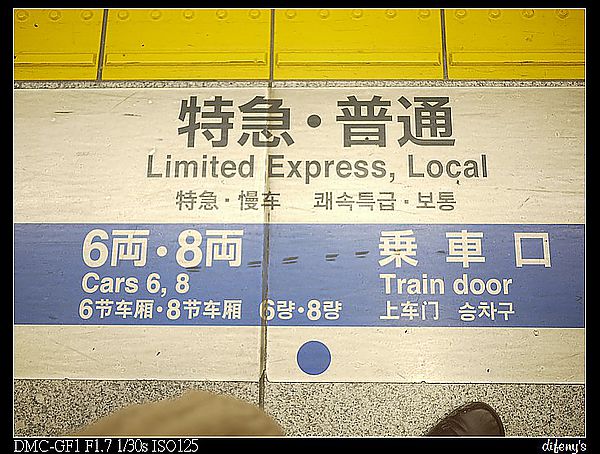 特急・普通
Limited Express, Local
特急・慢车 쾌속특급・보통
6両・8両 乗車口
Cars 6, 8 Train door
6节车厢・8节车厢 6량・8량 上车门 승차구
DMC-GF1 F1.7 1/30s ISO125 difeny's